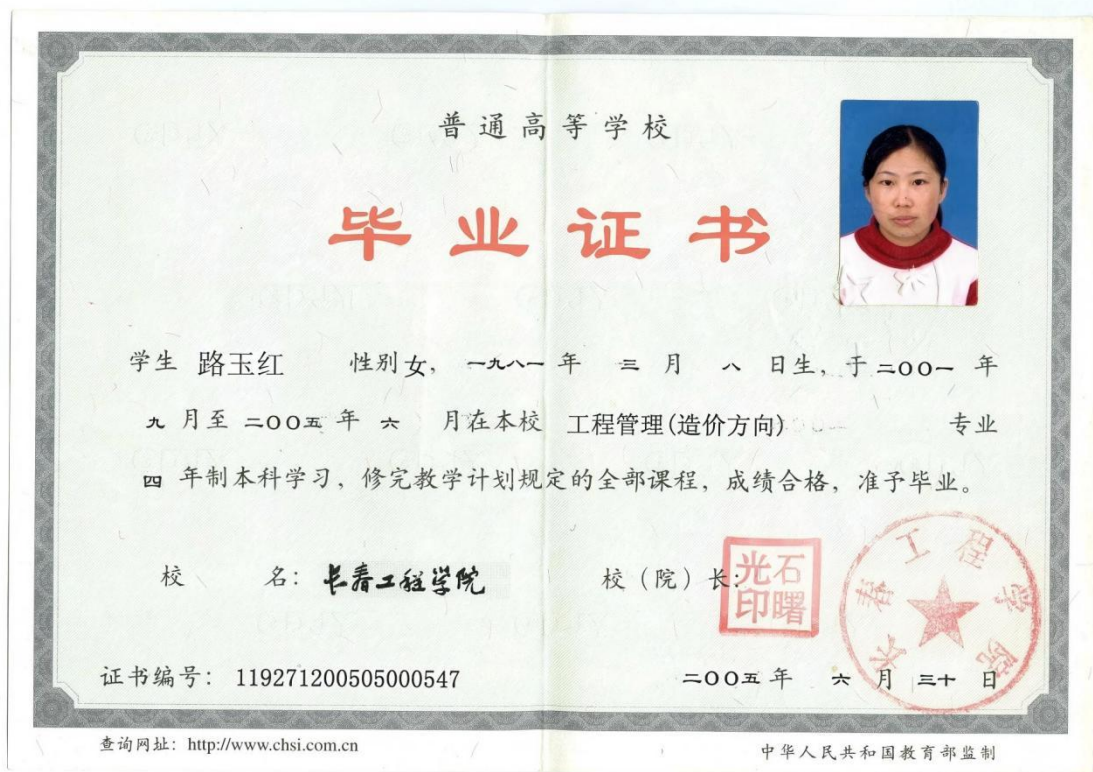 普通高等学校
毕业证书
学生 路玉红 性别女，一九八一年 三 月 八 日生，于二〇〇一 年
九 月至 二〇〇五 年 六 月在本校 工程管理(造价方向) 专业
四 年制本科学习，修完教学计划规定的全部课程，成绩合格，准予毕业。
校 名：长春工程学院 校（院）长：
石曙光印
长春工程学院
证书编号：119271200505000547 二〇〇五年 六 月 三十 日
查询网址：http://www.chsi.com.cn 中华人民共和国教育部监制